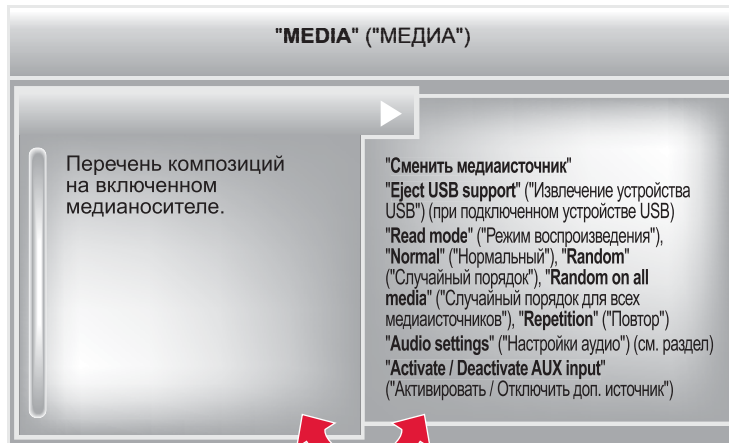 "MEDIA" ("МЕДИА")
Перечень композиций
на включенном
медианосителе.
"Сменить медиаисточник"
"Eject USB support" ("Извлечение устройства
USB") (при подключенном устройстве USB)
"Read mode" ("Режим воспроизведения"),
"Normal" ("Нормальный"), "Random"
("Случайный порядок"), "Random on all
media" ("Случайный порядок для всех
медиаисточников"), "Repetition" ("Повтор")
"Audio settings" ("Настройки аудио") (см. раздел)
"Activate / Deactivate AUX input"
("Активировать / Отключить доп. источник")